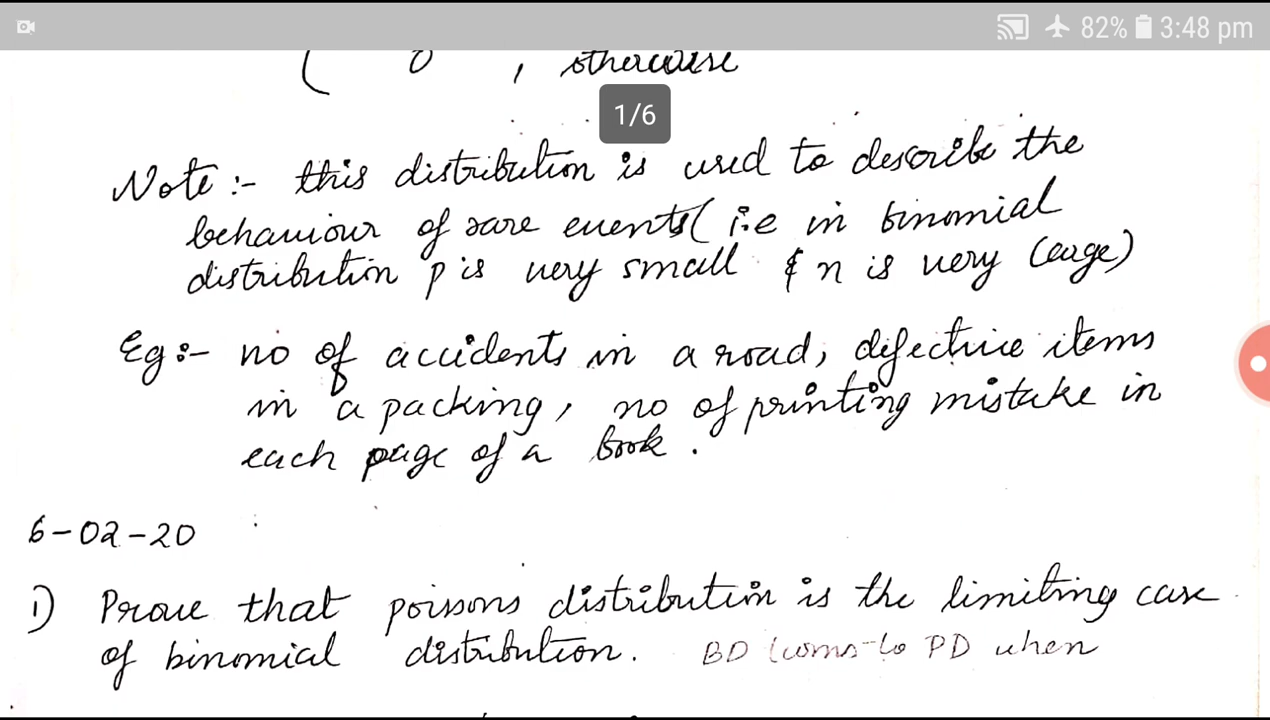 82% 3:48 pm
0 , otherwise
1/6
Note :- this distribution is used to describe the
behaviour of rare events( i.e in binomial
distribution p is very small & n is very large)
Eg:- no of accidents in a road, defective items
in a packing, no of printing mistake in
each page of a book.
6-02-20
1) Prove that poissons distribution is the limiting case
of binomial distribution. BD to PD when